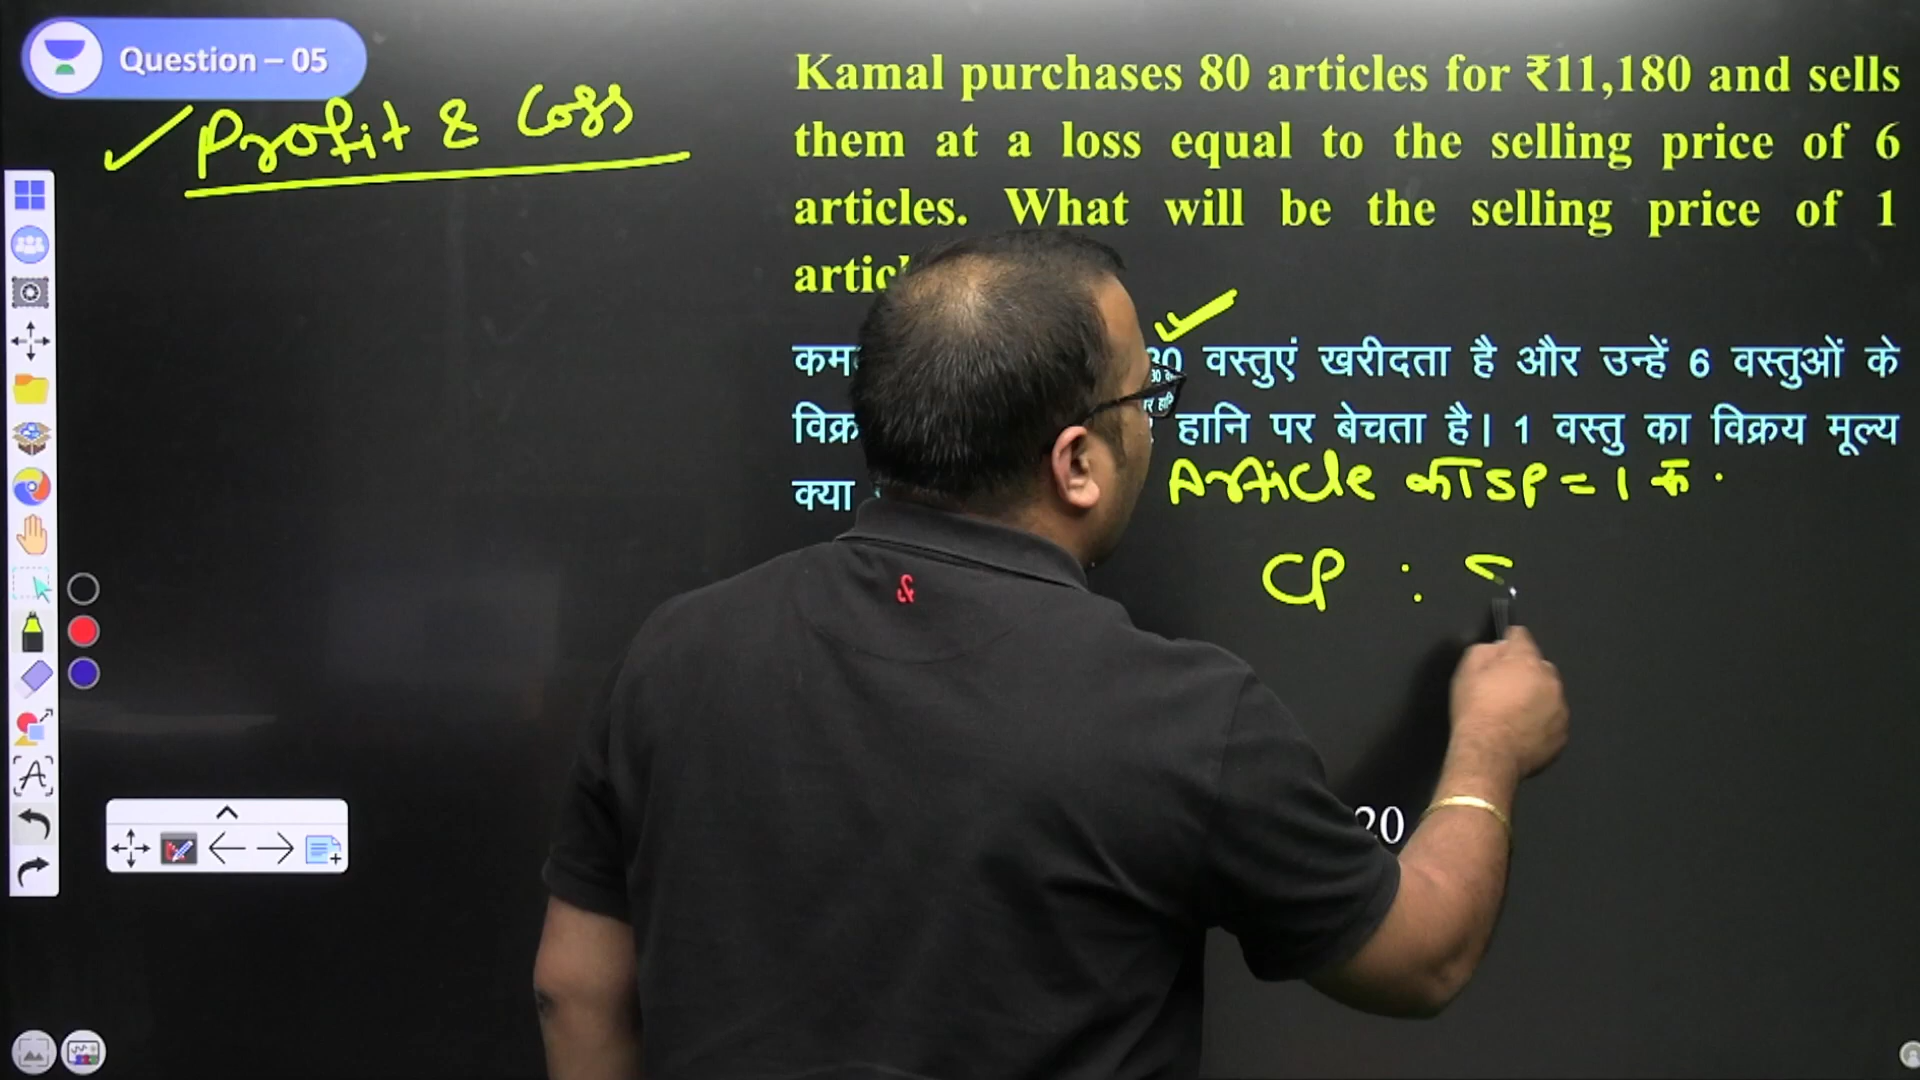 Question – 05
Profit & Loss
Kamal purchases 80 articles for ₹11,180 and sells
them at a loss equal to the selling price of 6
articles. What will be the selling price of 1
वस्तुएं खरीदता है और उन्हें 6 वस्तुओं के
हानि पर बेचता है। 1 वस्तु का विक्रय मूल्य
क्या
Article का SP = 1 रू.
CP :
20